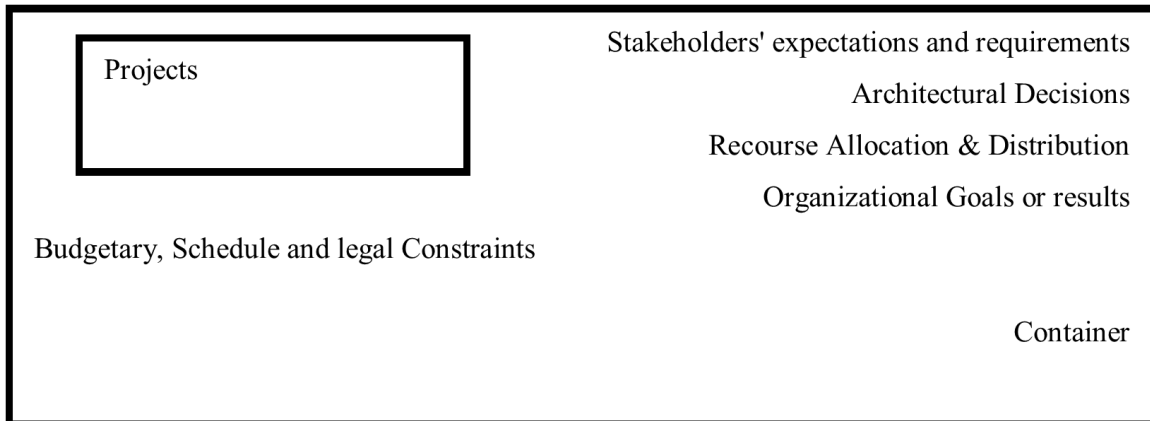 Stakeholders' expectations and requirements
Projects
Architectural Decisions
Recourse Allocation & Distribution
Organizational Goals or results
Budgetary, Schedule and legal Constraints
Container